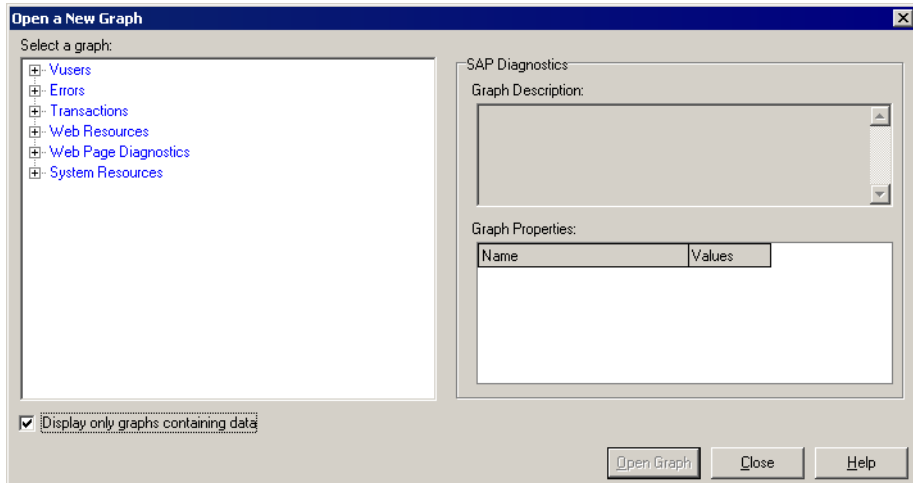 Open a New Graph
Select a graph:
Vusers
Errors
Transactions
Web Resources
Web Page Diagnostics
System Resources
SAP Diagnostics
Graph Description:
Graph Properties:
Name Values
Display only graphs containing data
Open Graph Close Help